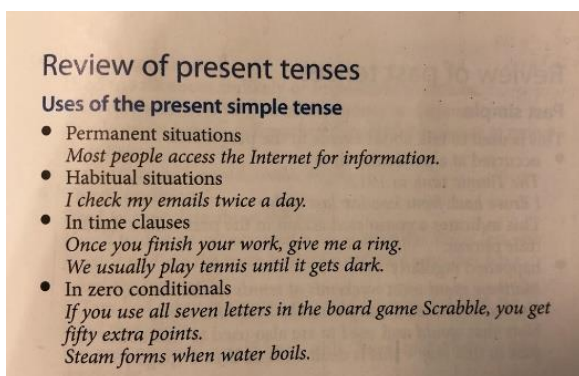 Review of present tenses
Uses of the present simple tense
• Permanent situations
Most people access the Internet for information.
• Habitual situations
I check my emails twice a day.
• In time clauses
Once you finish your work, give me a ring.
We usually play tennis until it gets dark.
• In zero conditionals
If you use all seven letters in the board game Scrabble, you get
fifty extra points.
Steam forms when water boils.